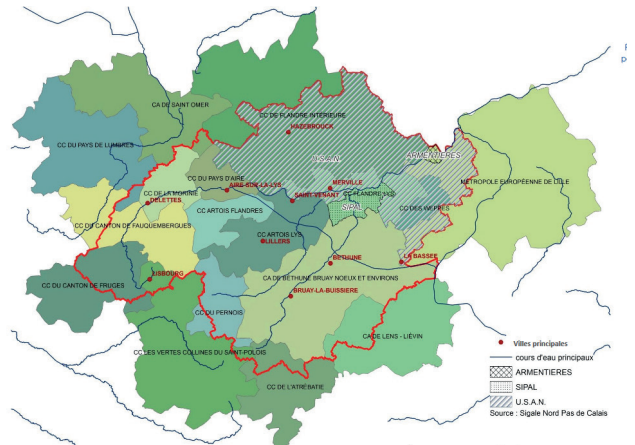 CA DE SAINT OMER
CC DE FLANDRE INTERIEURE
HAZEBROUCK
CC DU PAYS DE LUMBRES
U.S.A.N.
ARMENTIERES
CC DU PAYS D'AIRE
AIRE-SUR-LA-LYS
MERVILLE
METROPOLE EUROPÉENNE DE LILLE
CC DE LA MORINIE
SAINT-VENANT
CC FLANDRE LYS
DELETTES
SIPAL
CC DES WEPPES
CC ARTOIS FLANDRES
CC DU CANTON DE FAUQUEMBERGUES
CC ARTOIS LYS
LILLERS
BETHUNE
LA BASSEE
LISBOURG
CA DE BETHUNE BRUAY NOEUX ET ENVIRONS
CC DU CANTON DE FRUGES
BRUAY-LA-BUISSIERE
CC DU PERNOIS
CA DE LENS - LIÉVIN
CC LES VERTES COLLINES DU SAINT-POLOIS
CC DE L'ATREBATIE
Villes principales
cours d'eau principaux
ARMENTIERES
SIPAL
U.S.A.N.
Source : Sigale Nord Pas de Calais